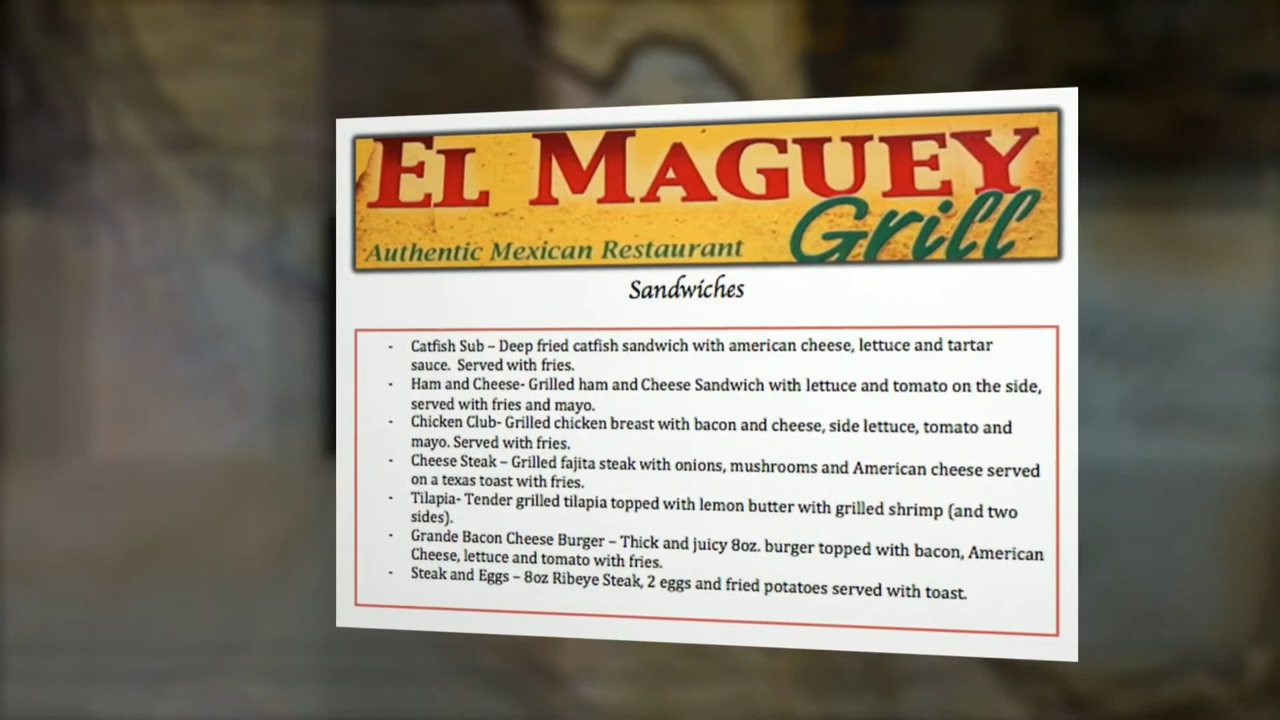 EL MAGUEY
Grill
Authentic Mexican Restaurant
Sandwiches
- Catfish Sub – Deep fried catfish sandwich with american cheese, lettuce and tartar
sauce. Served with fries.
- Ham and Cheese- Grilled ham and Cheese Sandwich with lettuce and tomato on the side,
served with fries and mayo.
- Chicken Club- Grilled chicken breast with bacon and cheese, side lettuce, tomato and
mayo. Served with fries.
- Cheese Steak – Grilled fajita steak with onions, mushrooms and American cheese served
on a texas toast with fries.
- Tilapia- Tender grilled tilapia topped with lemon butter with grilled shrimp (and two
sides).
- Grande Bacon Cheese Burger – Thick and juicy 8oz. burger topped with bacon, American
Cheese, lettuce and tomato with fries.
- Steak and Eggs – 8oz Ribeye Steak, 2 eggs and fried potatoes served with toast.